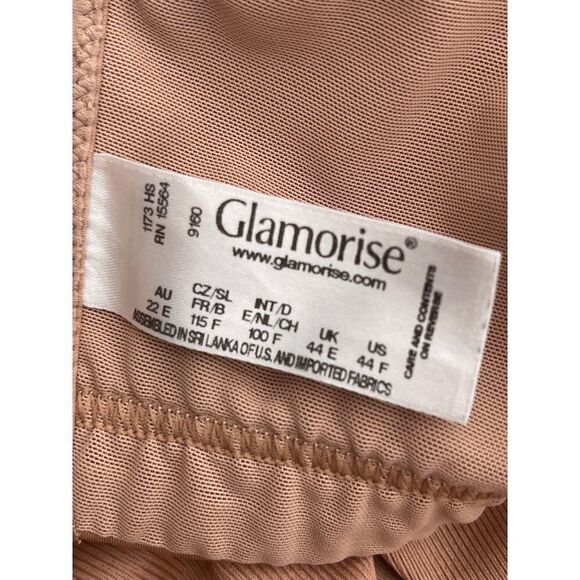 1173 HS
RN 15564
9160
Glamorise®
www.glamorise.com
AU CZ/SL INT/D UK US
FR/B E/NL/CH
22 E 115 F 100 F 44 E 44 F
ASSEMBLED IN SRI LANKA OF U.S. AND IMPORTED FABRICS
CARE AND CONTENTS
ON REVERSE